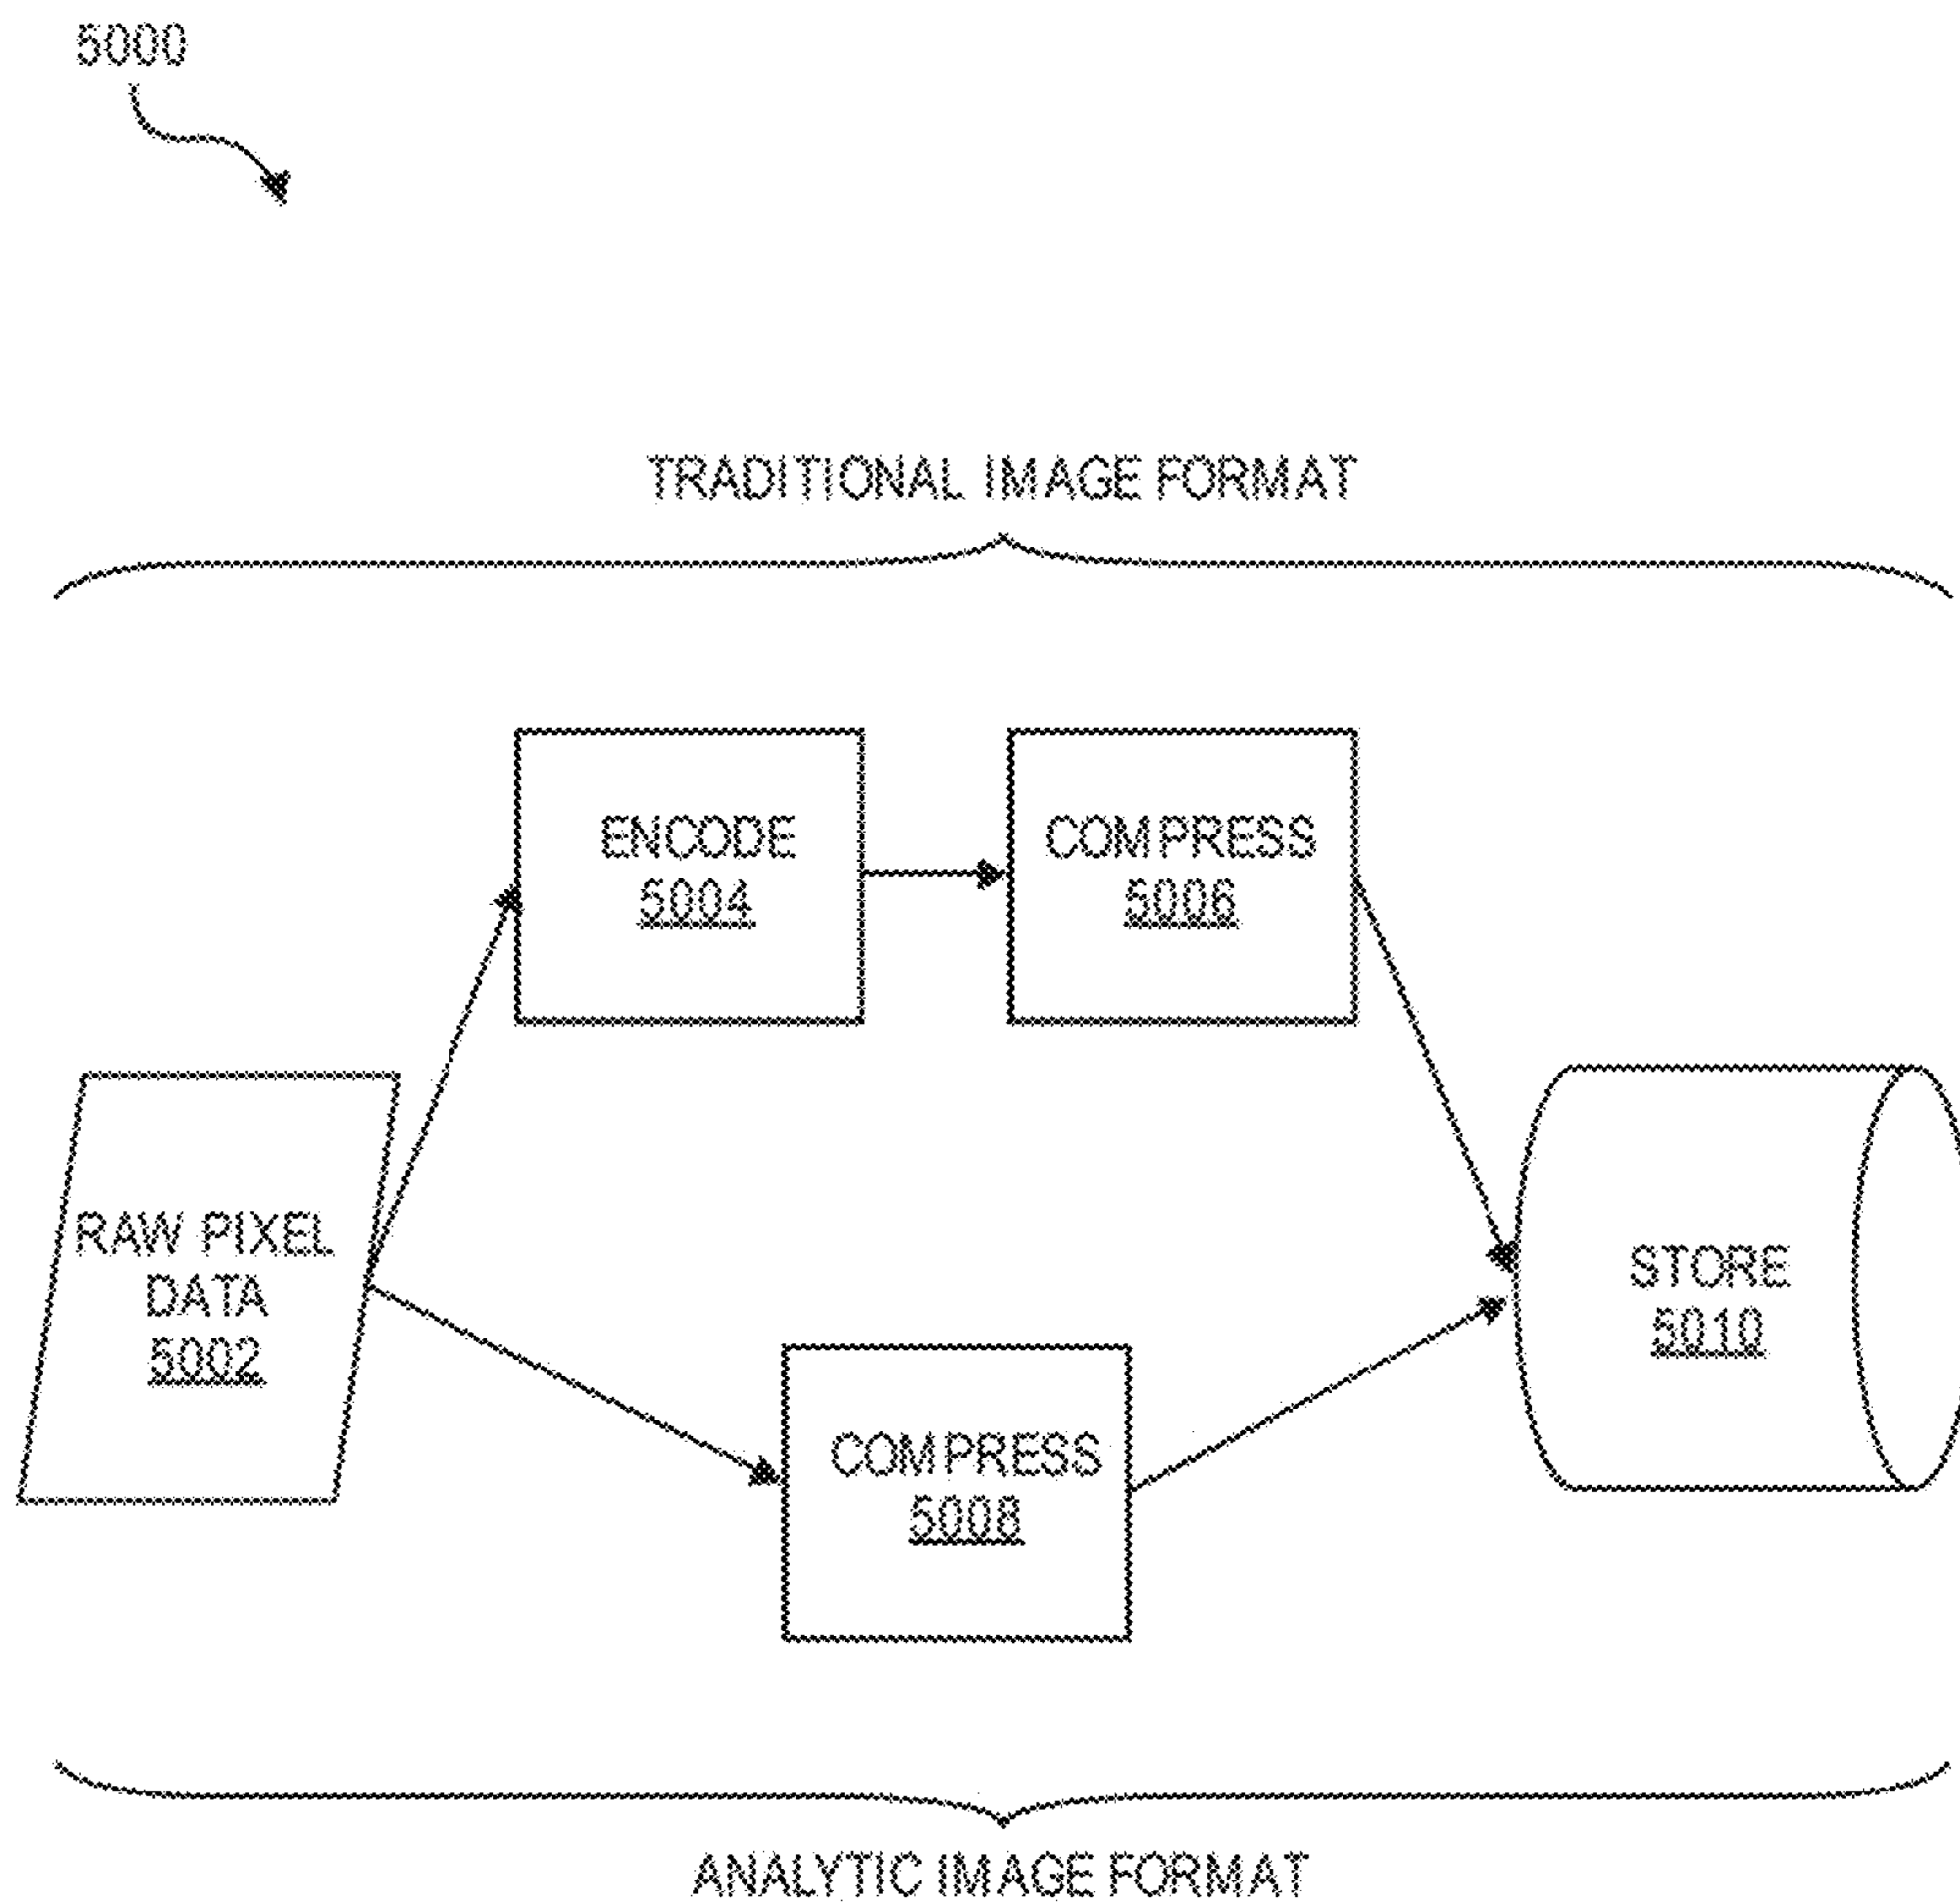 5000
TRADITIONAL IMAGE FORMAT
ENCODE
5004
COMPRESS
5006
RAW PIXEL
DATA
5002
STORE
5010
COMPRESS
5008
ANALYTIC IMAGE FORMAT